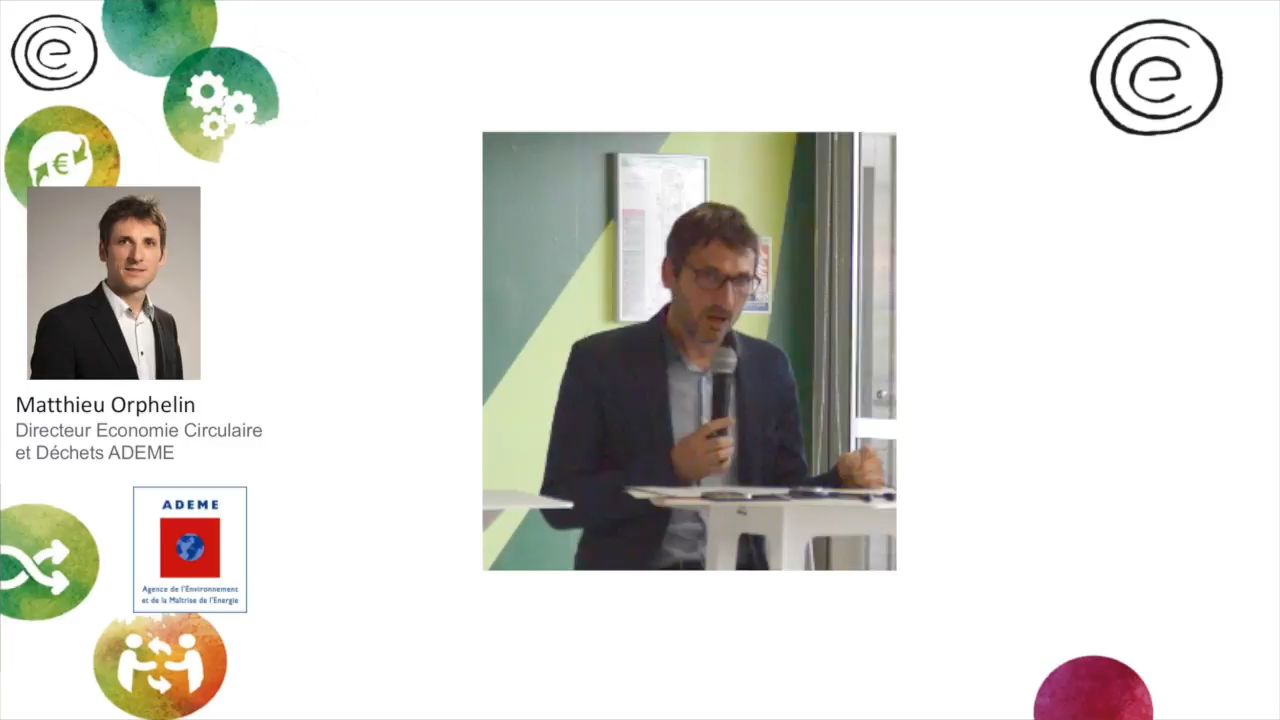 e
e
€
Matthieu Orphelin
Directeur Economie Circulaire
et Déchets ADEME
ADEME
Agence de l'Environnement
et de la Maîtrise de l'Energie